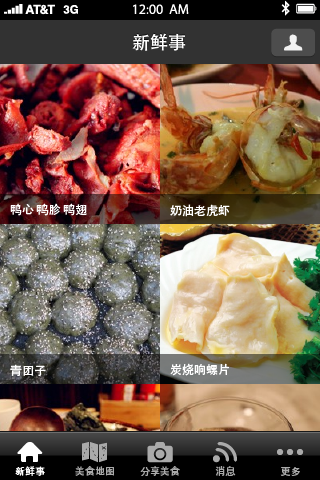 AT&T 3G 12:00 AM
新鲜事
鸭心 鸭胗 鸭翅
奶油老虎虾
青团子
炭烧响螺片
新鲜事 美食地图 分享美食 消息 更多